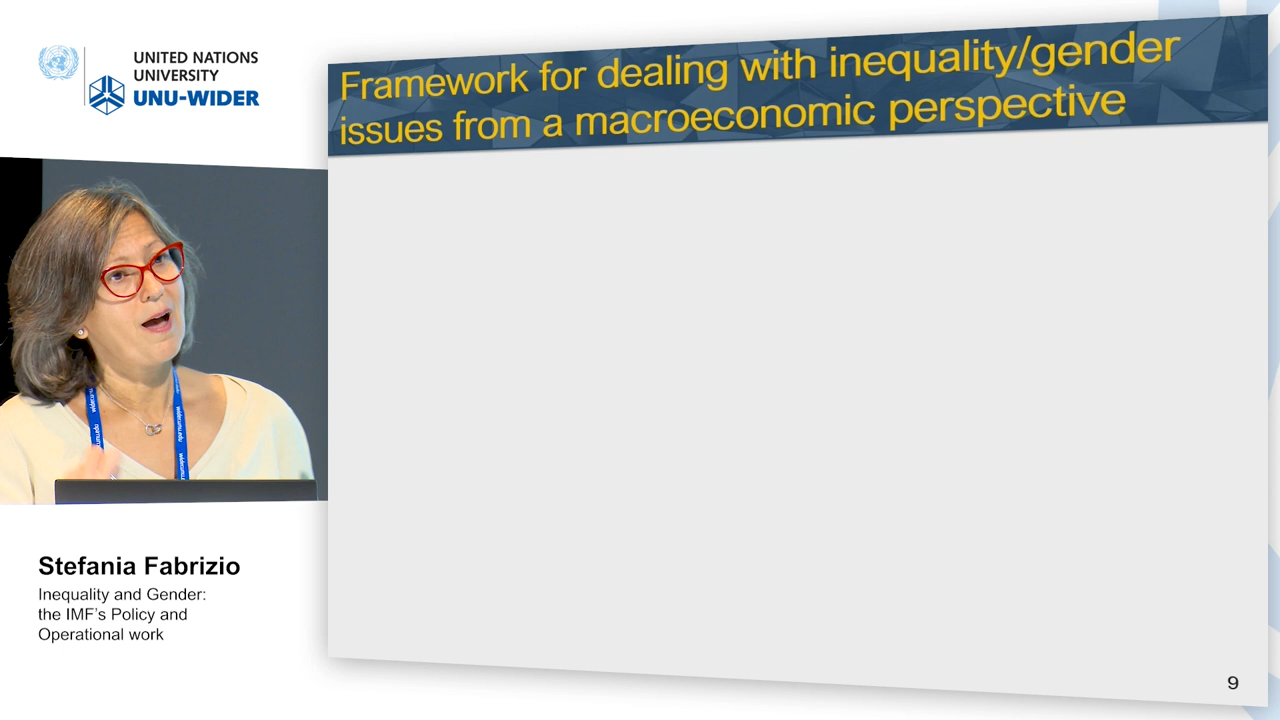 UNITED NATIONS
UNIVERSITY
UNU-WIDER
Framework for dealing with inequality/gender
issues from a macroeconomic perspective
Stefania Fabrizio
Inequality and Gender:
the IMF's Policy and
Operational work
9